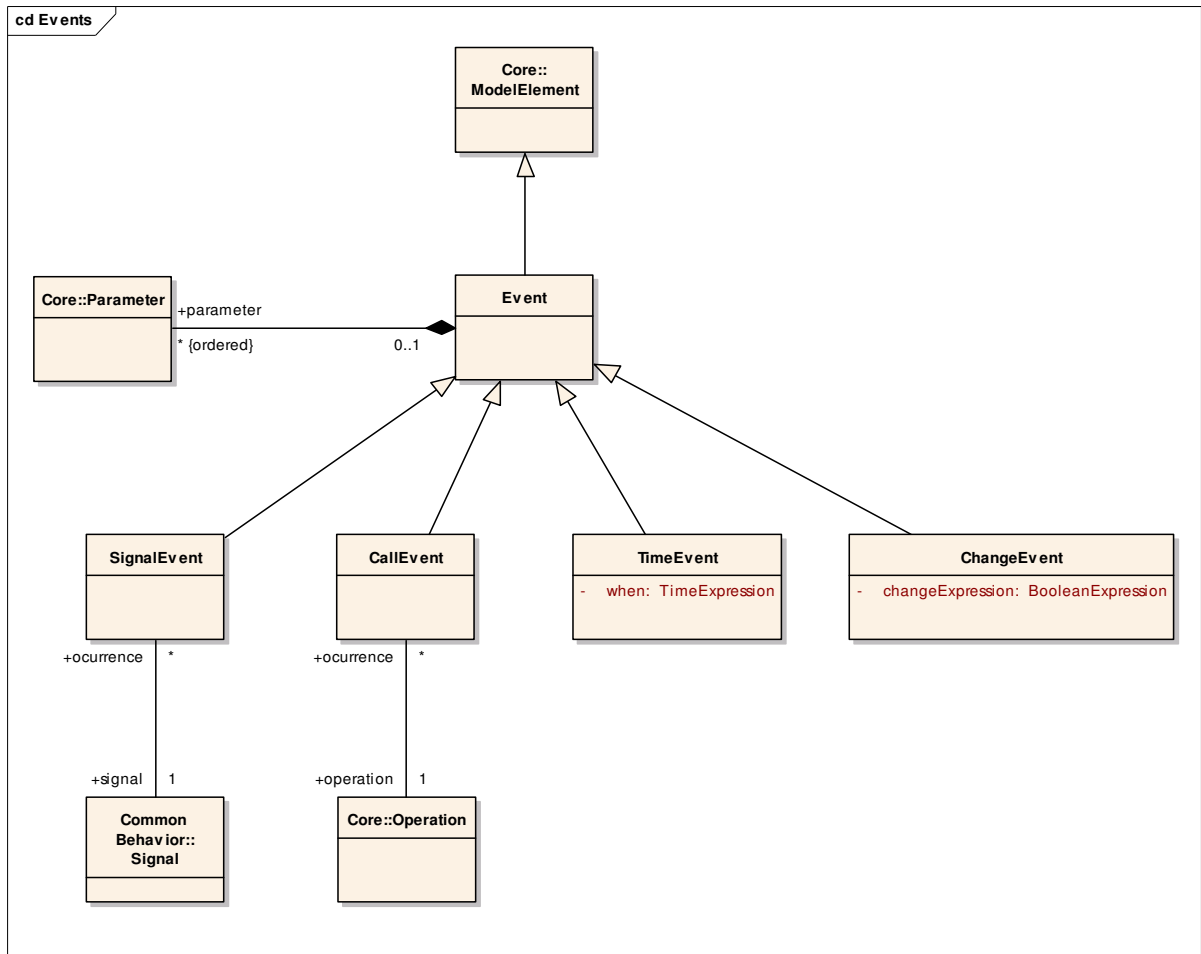 cd Events
Core::
ModelElement
Core::Parameter
+parameter
* {ordered}
0..1
Event
SignalEvent
CallEvent
TimeEvent
- when: TimeExpression
ChangeEvent
- changeExpression: BooleanExpression
+ocurrence *
+ocurrence *
+signal 1
+operation 1
Common
Behavior::
Signal
Core::Operation